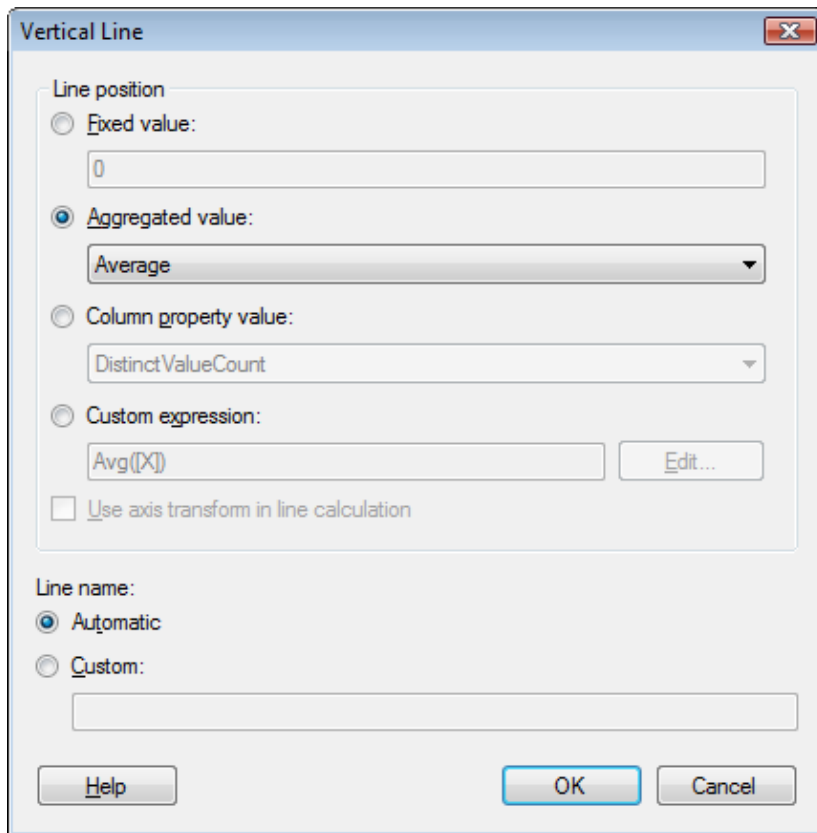 Vertical Line
Line position
Fixed value:
0
Aggregated value:
Average
Column property value:
DistinctValueCount
Custom expression:
Avg([X])
Edit...
Use axis transform in line calculation
Line name:
Automatic
Custom:
Help
OK
Cancel